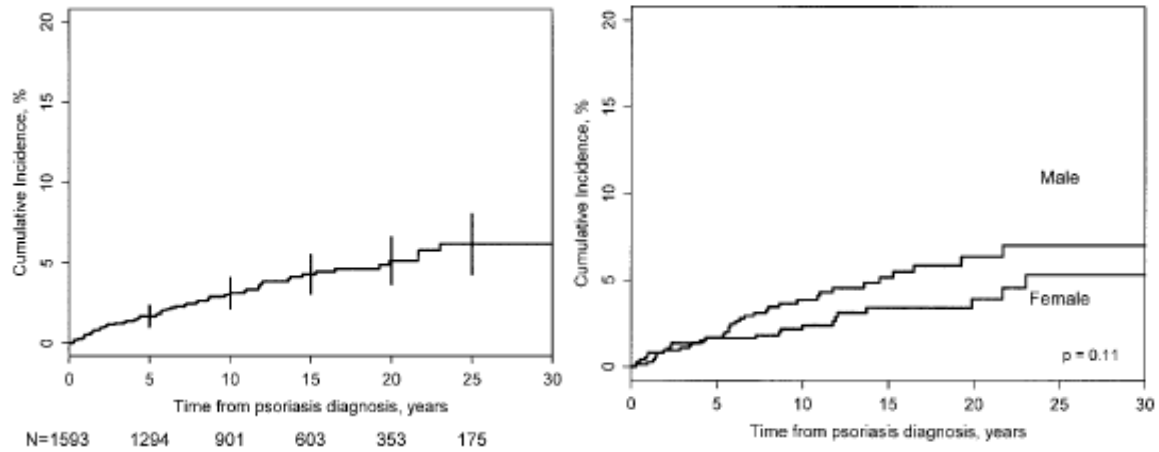 20
15
10
5
0
Cumulative Incidence, %
0 5 10 15 20 25 30
Time from psoriasis diagnosis, years
N=1593 1294 901 603 353 175
20
15
10
5
0
Cumulative Incidence, %
Male
Female
p = 0.11
0 5 10 15 20 25 30
Time from psoriasis diagnosis, years